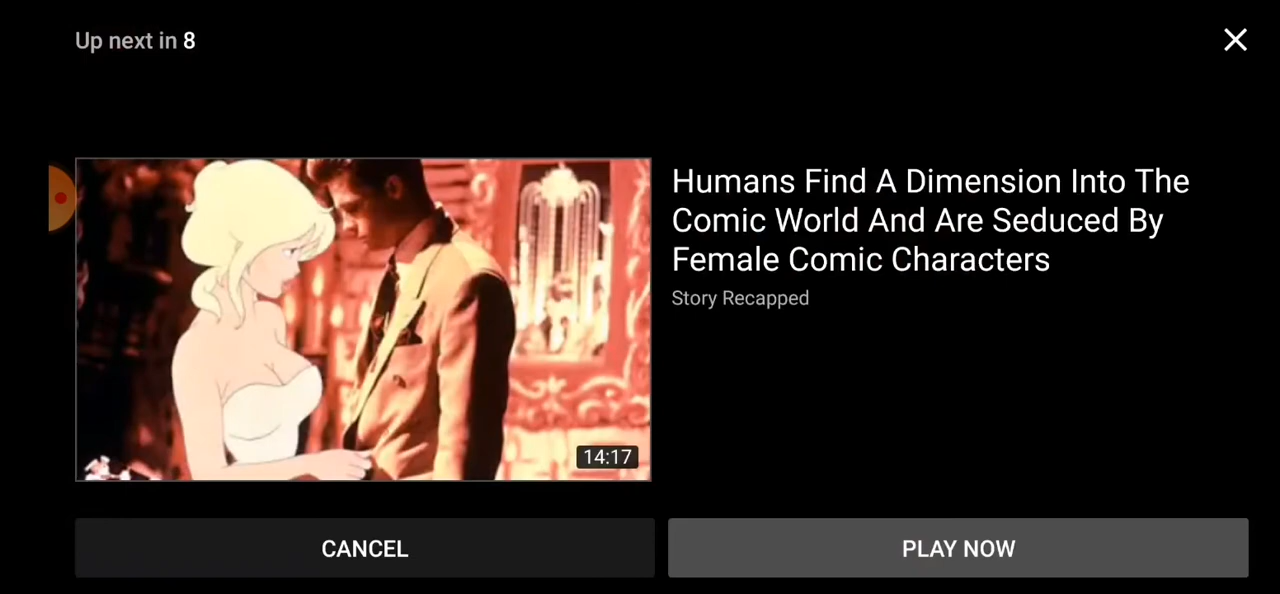 Up next in 8
Humans Find A Dimension Into The
Comic World And Are Seduced By
Female Comic Characters
Story Recapped
14:17
CANCEL
PLAY NOW